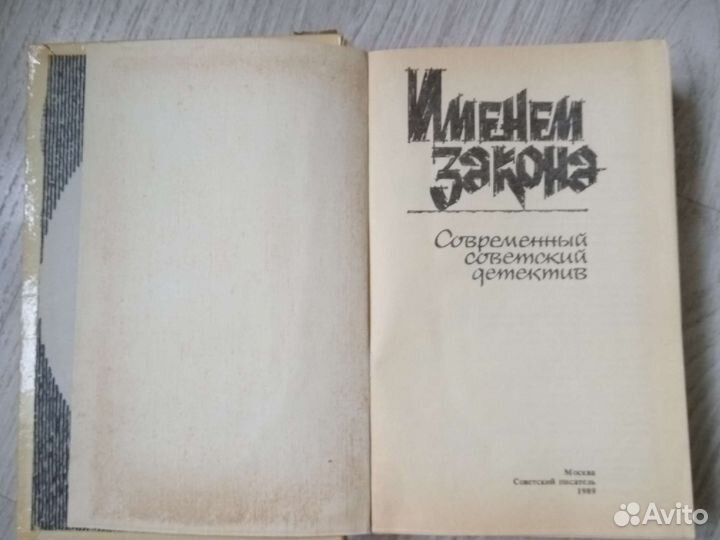 Именем
закона
Современный
советский
детектив
Москва
Советский писатель
1989
Avito